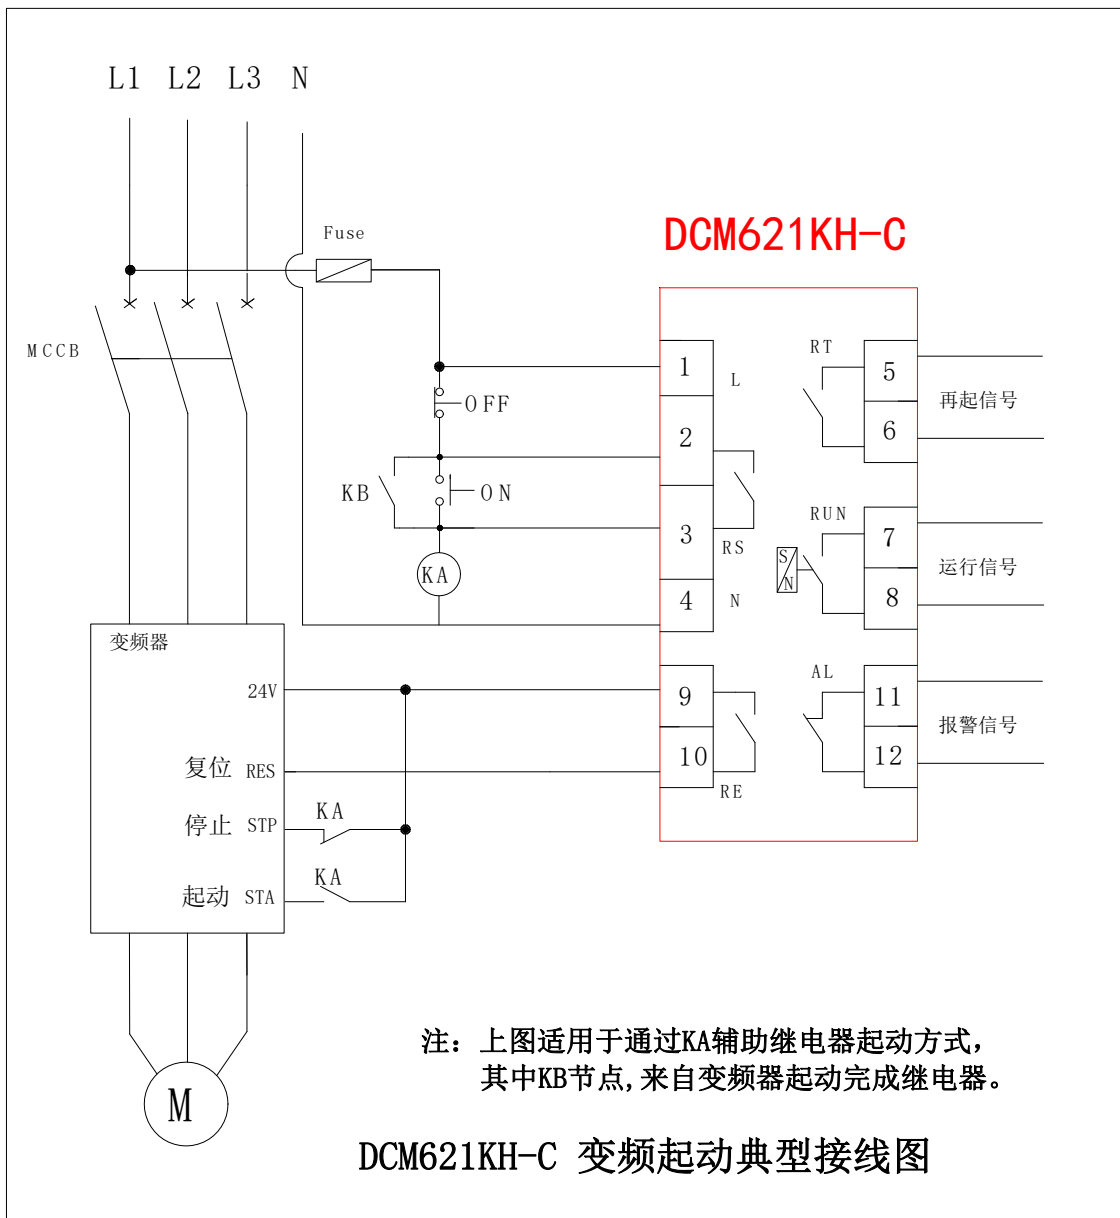 L1 L2 L3 N
Fuse
DCM621KH-C
MCCB
OFF
KB
ON
KA
1
L
2
3
RS
4
N
RT
5
6
再起信号
RUN
S
N
7
8
运行信号
变频器
24V
复位 RES
停止 STP
起动 STA
KA
KA
9
10
RE
AL
11
12
报警信号
M
注：上图适用于通过KA辅助继电器起动方式，
其中KB节点,来自变频器起动完成继电器。
DCM621KH-C 变频起动典型接线图